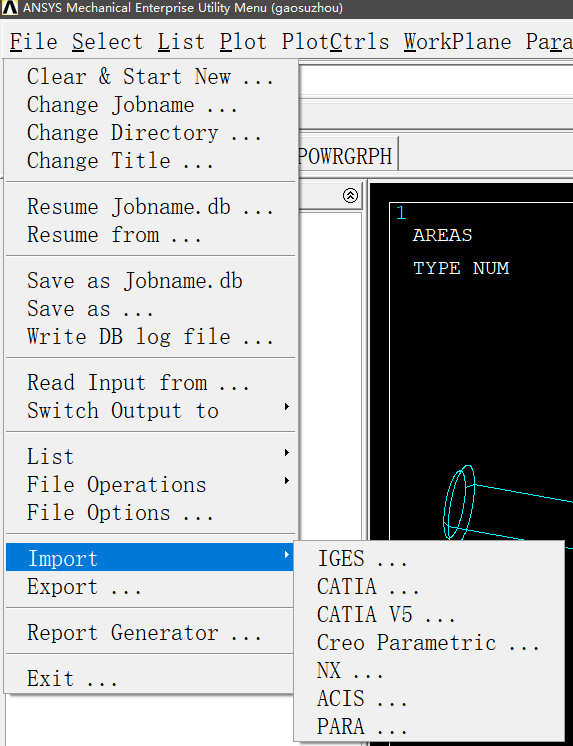 ANSYS Mechanical Enterprise Utility Menu (gaosuzhou)
File Select List Plot PlotCtrls WorkPlane Para
Clear & Start New ...
Change Jobname ...
Change Directory ...
Change Title ...
POWRGRPH
Resume Jobname.db ...
Resume from ...
1
AREAS
TYPE NUM
Save as Jobname.db
Save as ...
Write DB log file ...
Read Input from ...
Switch Output to
List
File Operations
File Options ...
Import
Export ...
Report Generator ...
Exit ...
IGES ...
CATIA ...
CATIA V5 ...
Creo Parametric ...
NX ...
ACIS ...
PARA ...